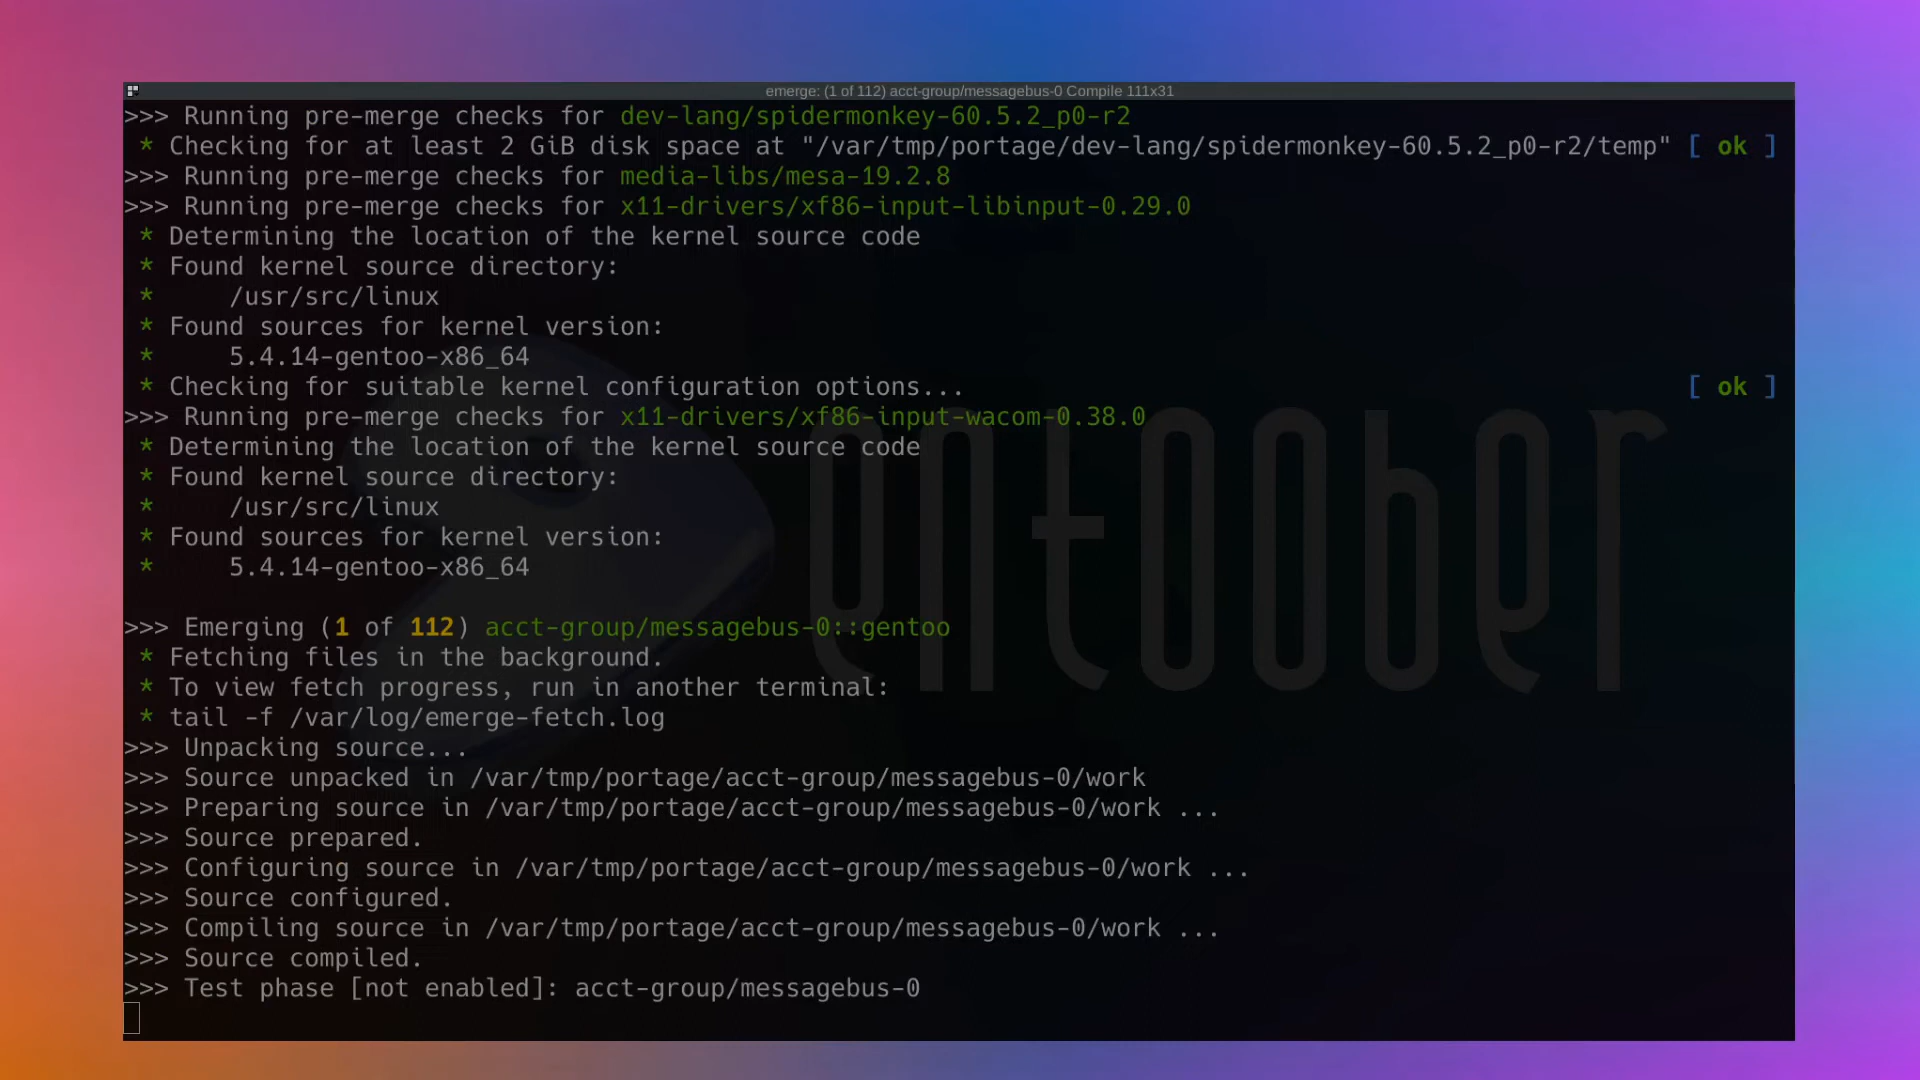 emerge: (1 of 112) acct-group/messagebus-0 Compile 111x31
>>> Running pre-merge checks for dev-lang/spidermonkey-60.5.2_p0-r2
 * Checking for at least 2 GiB disk space at "/var/tmp/portage/dev-lang/spidermonkey-60.5.2_p0-r2/temp" [ ok ]
>>> Running pre-merge checks for media-libs/mesa-19.2.8
>>> Running pre-merge checks for x11-drivers/xf86-input-libinput-0.29.0
 * Determining the location of the kernel source code
 * Found kernel source directory:
 *     /usr/src/linux
 * Found sources for kernel version:
 *     5.4.14-gentoo-x86_64
 * Checking for suitable kernel configuration options... [ ok ]
>>> Running pre-merge checks for x11-drivers/xf86-input-wacom-0.38.0
 * Determining the location of the kernel source code
 * Found kernel source directory:
 *     /usr/src/linux
 * Found sources for kernel version:
 *     5.4.14-gentoo-x86_64
entoober
>>> Emerging (1 of 112) acct-group/messagebus-0::gentoo
 * Fetching files in the background.
 * To view fetch progress, run in another terminal:
 * tail -f /var/log/emerge-fetch.log
>>> Unpacking source...
>>> Source unpacked in /var/tmp/portage/acct-group/messagebus-0/work
>>> Preparing source in /var/tmp/portage/acct-group/messagebus-0/work ...
>>> Source prepared.
>>> Configuring source in /var/tmp/portage/acct-group/messagebus-0/work ...
>>> Source configured.
>>> Compiling source in /var/tmp/portage/acct-group/messagebus-0/work ...
>>> Source compiled.
>>> Test phase [not enabled]: acct-group/messagebus-0